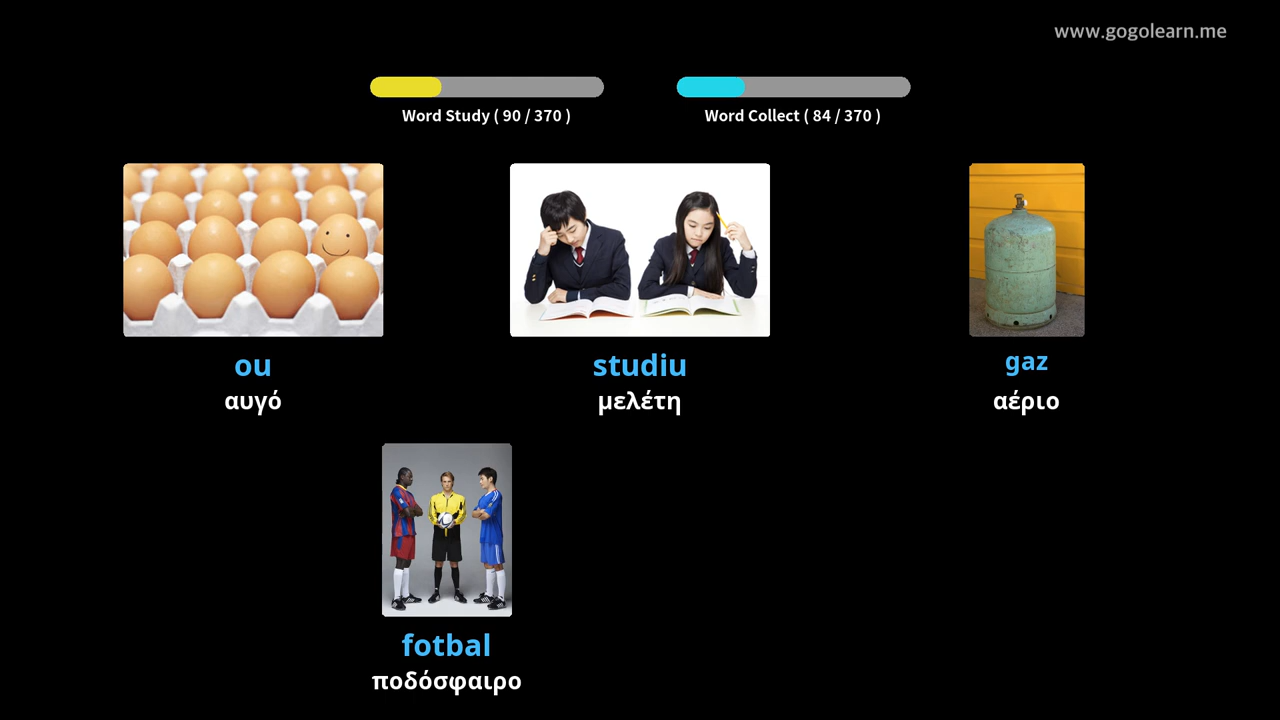 www.gogolearn.me
Word Study ( 90 / 370 )
Word Collect ( 84 / 370 )
ou
αυγό
studiu
μελέτη
gaz
αέριο
fotbal
ποδόσφαιρο